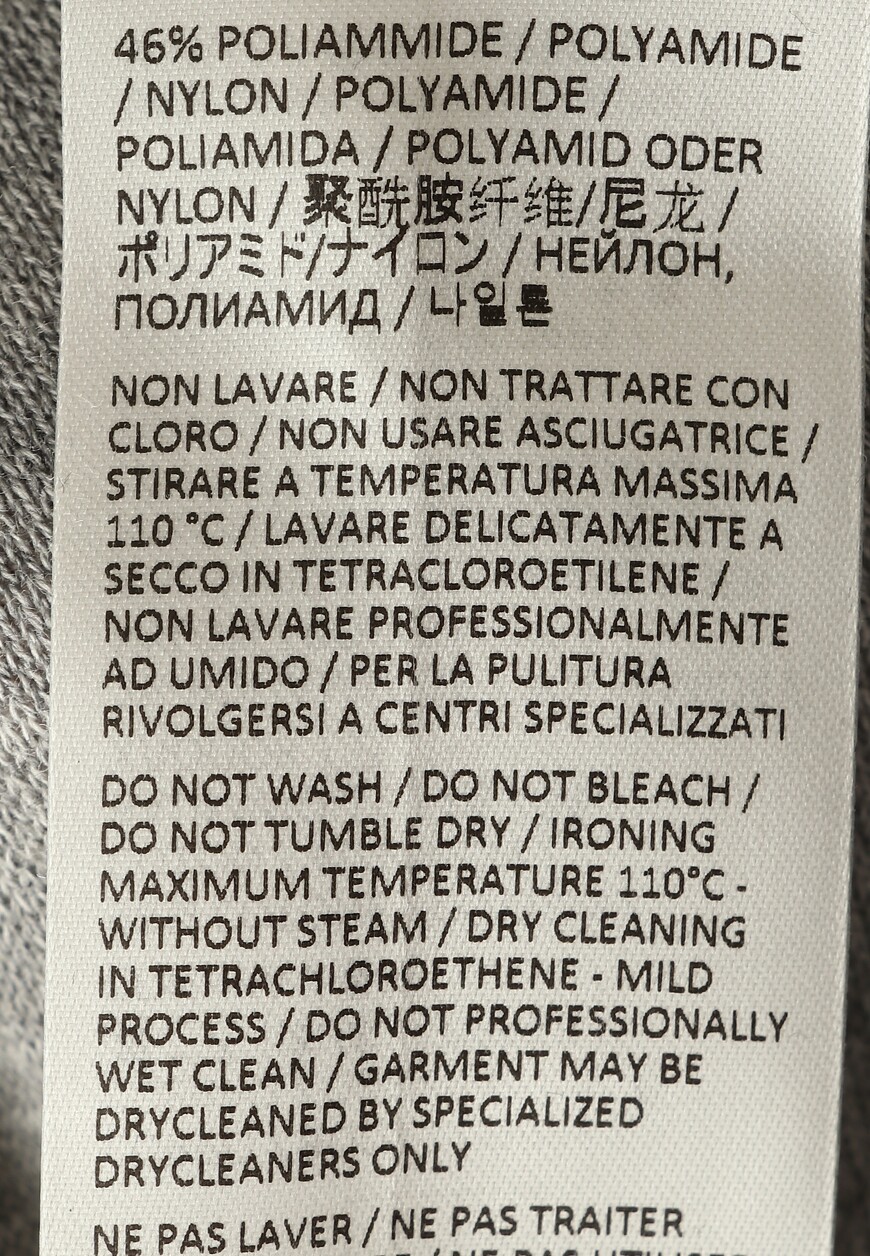 46% POLIAMMIDE / POLYAMIDE
/ NYLON / POLYAMIDE /
POLIAMIDA / POLYAMID ODER
NYLON / 聚酰胺纤维/尼龙 /
ポリアミド/ナイロン / НЕЙЛОН,
ПОЛИАМИД / 나일론
NON LAVARE / NON TRATTARE CON
CLORO / NON USARE ASCIUGATRICE /
STIRARE A TEMPERATURA MASSIMA
110 °C / LAVARE DELICATAMENTE A
SECCO IN TETRACLOROETILENE /
NON LAVARE PROFESSIONALMENTE
AD UMIDO / PER LA PULITURA
RIVOLGERSI A CENTRI SPECIALIZZATI
DO NOT WASH / DO NOT BLEACH /
DO NOT TUMBLE DRY / IRONING
MAXIMUM TEMPERATURE 110°C -
WITHOUT STEAM / DRY CLEANING
IN TETRACHLOROETHENE - MILD
PROCESS / DO NOT PROFESSIONALLY
WET CLEAN / GARMENT MAY BE
DRYCLEANED BY SPECIALIZED
DRYCLEANERS ONLY
NE PAS LAVER / NE PAS TRAITER